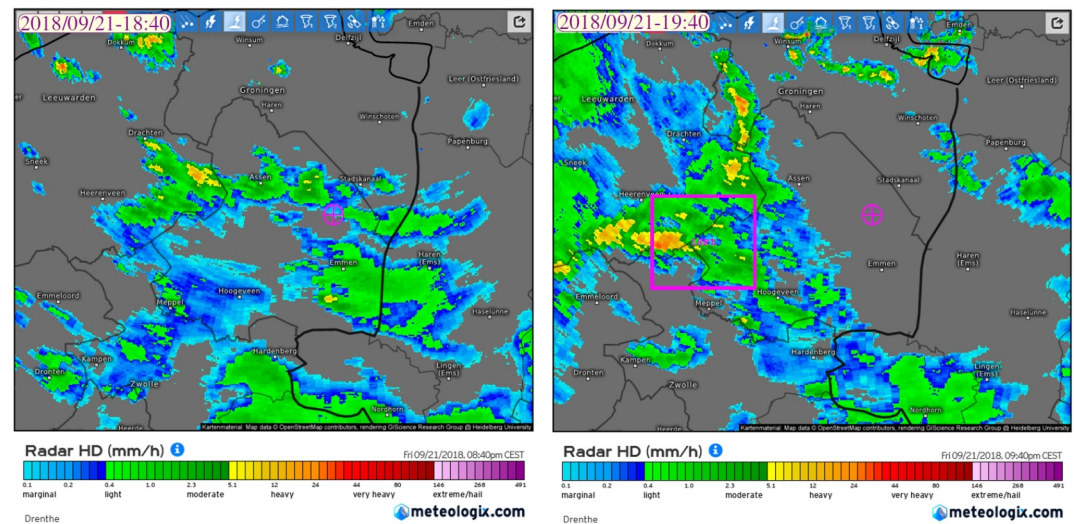 2018/09/21-18:40
Emden
Dokkum
Winsum
Delfzijl
Leer (Ostfriesland)
Leeuwarden
Groningen
Haren
Winschoten
Drachten
Papenburg
Sneek
Assen
Stadskanaal
Heerenveen
Haren
(Ems)
Emmen
Hoogeveen
Emmeloord
Meppel
Haselünne
Hardenberg
Kampen
Lingen
(Ems)
Dronten
Zwolle
Nordhorn
Heerde
Kartenmaterial: Map data © OpenStreetMap contributors, rendering GIScience Research Group @ Heidelberg University
Radar HD (mm/h) i
Fri 09/21/2018, 08:40pm CEST
0.1 0.2 0.4 1.0 2.3 5.1 12 24 34 44 57 80 146 268 491
marginal light moderate heavy very heavy extreme/hail
meteologix.com
Drenthe
2018/09/21-19:40
Emden
Dokkum
Winsum
Delfzijl
Leer (Ostfriesland)
Leeuwarden
Groningen
Haren
Winschoten
Drachten
Papenburg
Sneek
Assen
Stadskanaal
Heerenveen
Haren
(Ems)
Emmen
Hoogeveen
Emmeloord
Meppel
Haselünne
Hardenberg
Kampen
Lingen
(Ems)
Dronten
Zwolle
Nordhorn
Heerde
Kartenmaterial: Map data © OpenStreetMap contributors, rendering GIScience Research Group @ Heidelberg University
Radar HD (mm/h) i
Fri 09/21/2018, 09:40pm CEST
0.1 0.2 0.4 1.0 2.3 5.1 12 24 34 44 57 80 146 268 491
marginal light moderate heavy very heavy extreme/hail
meteologix.com
Drenthe